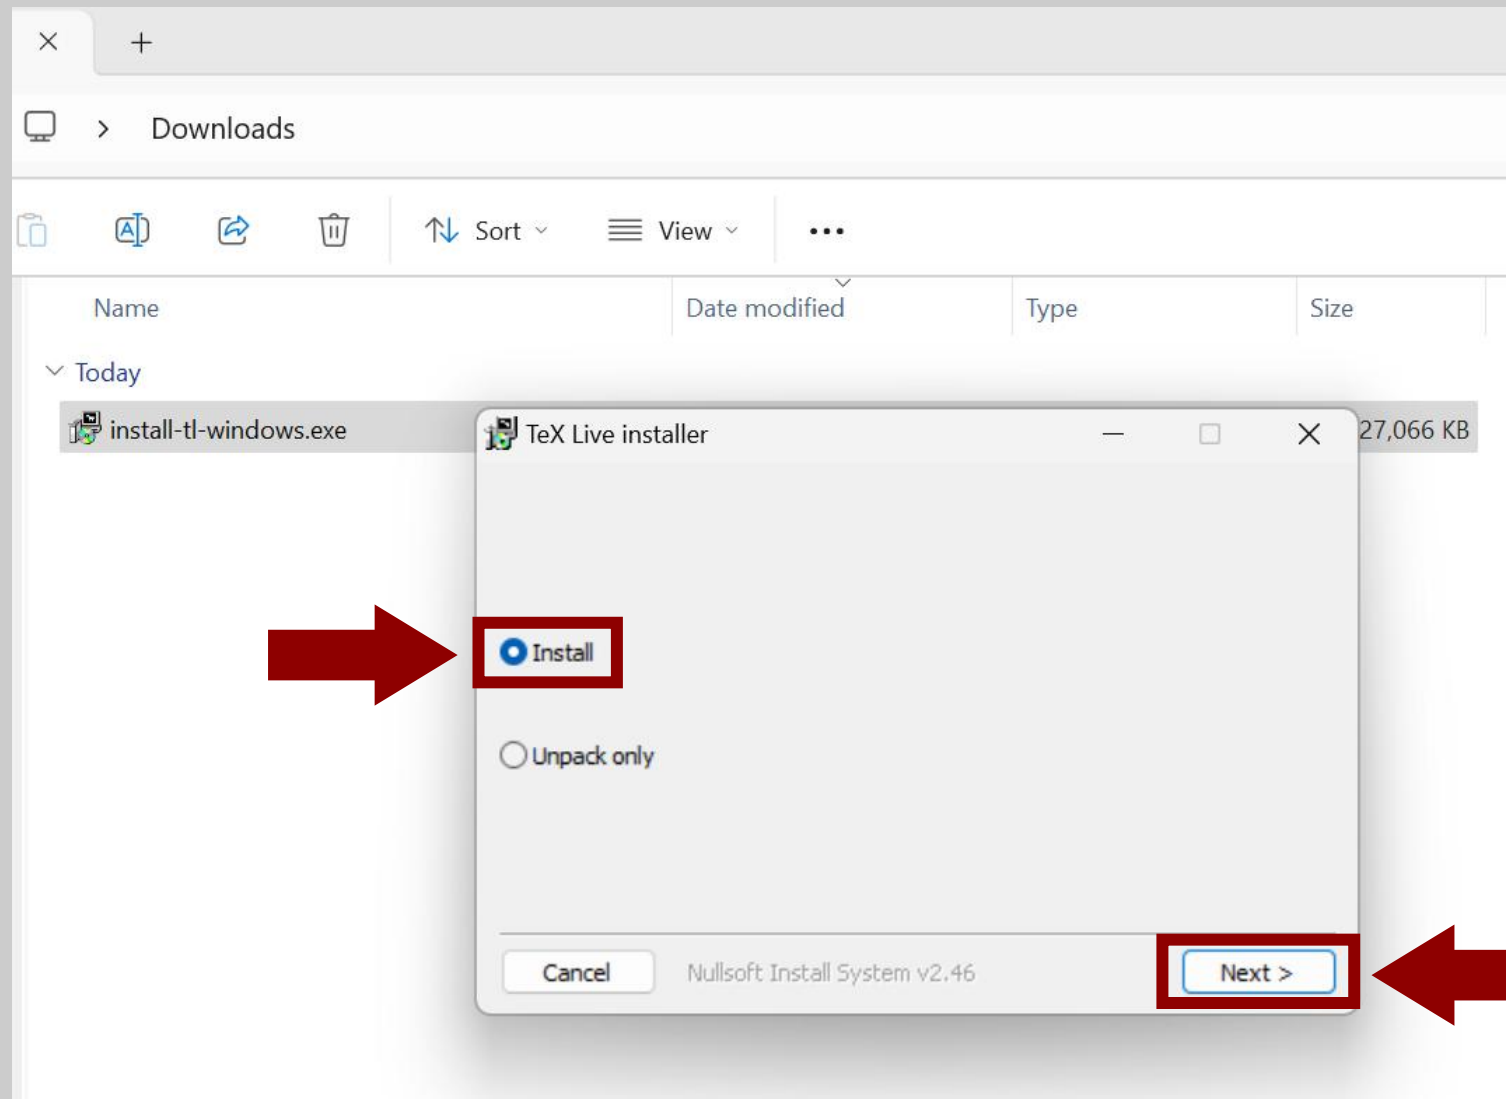 Downloads
Sort
View
Name Date modified Type Size
Today
install-tl-windows.exe 27,066 KB
TeX Live installer
Install
Unpack only
Cancel Nullsoft Install System v2.46 Next >